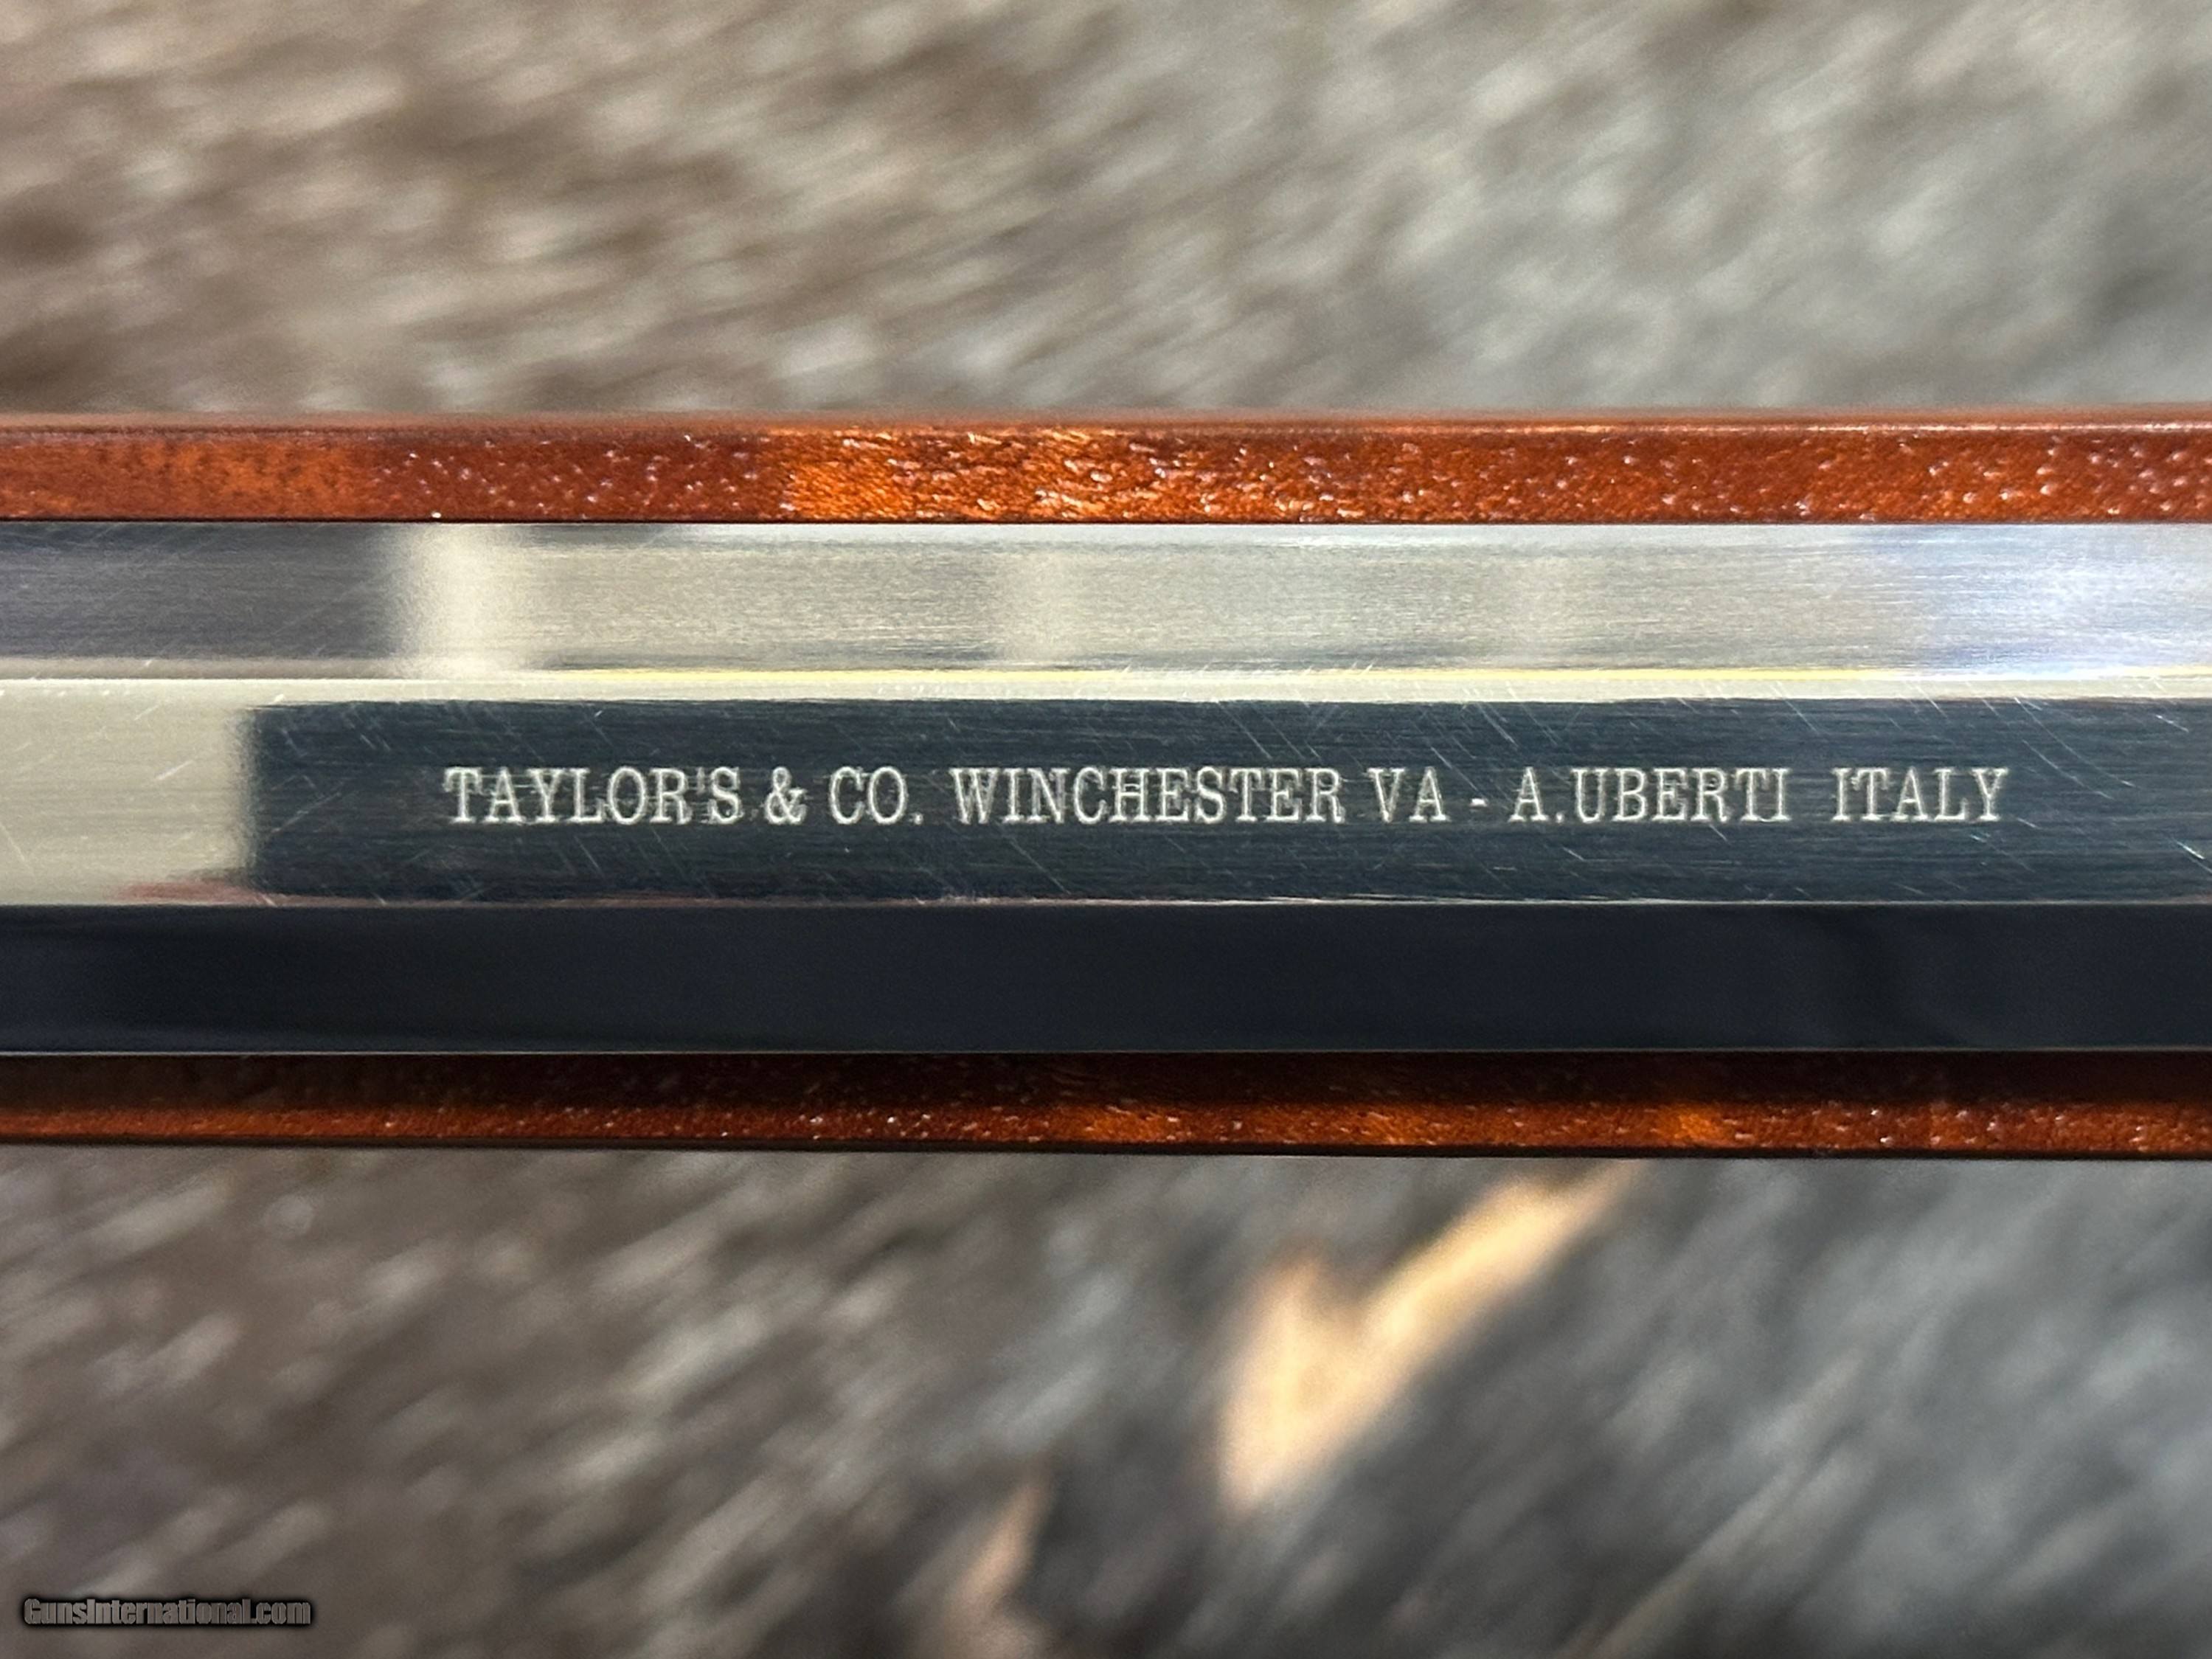 TAYLOR'S & CO. WINCHESTER VA - A.UBERTI ITALY
GunsInternational.com